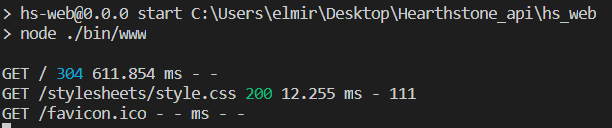 > hs-web@0.0.0 start C:\Users\elmir\Desktop\Hearthstone_api\hs_web
> node ./bin/www
GET / 304 611.854 ms - -
GET /stylesheets/style.css 200 12.255 ms - 111
GET /favicon.ico - - ms - -